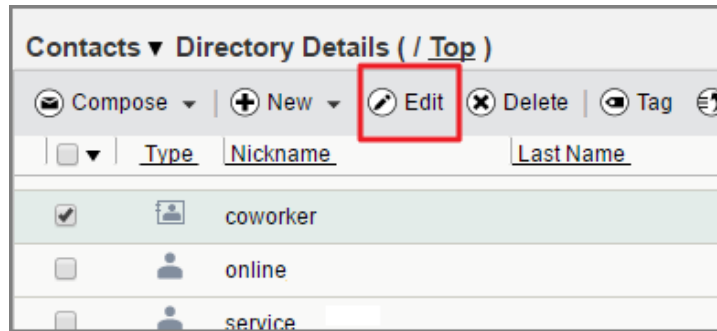 Contacts ▾ Directory Details ( / Top )
Compose ▾ | New ▾ Edit Delete | Tag
Type Nickname Last Name
coworker
online
service